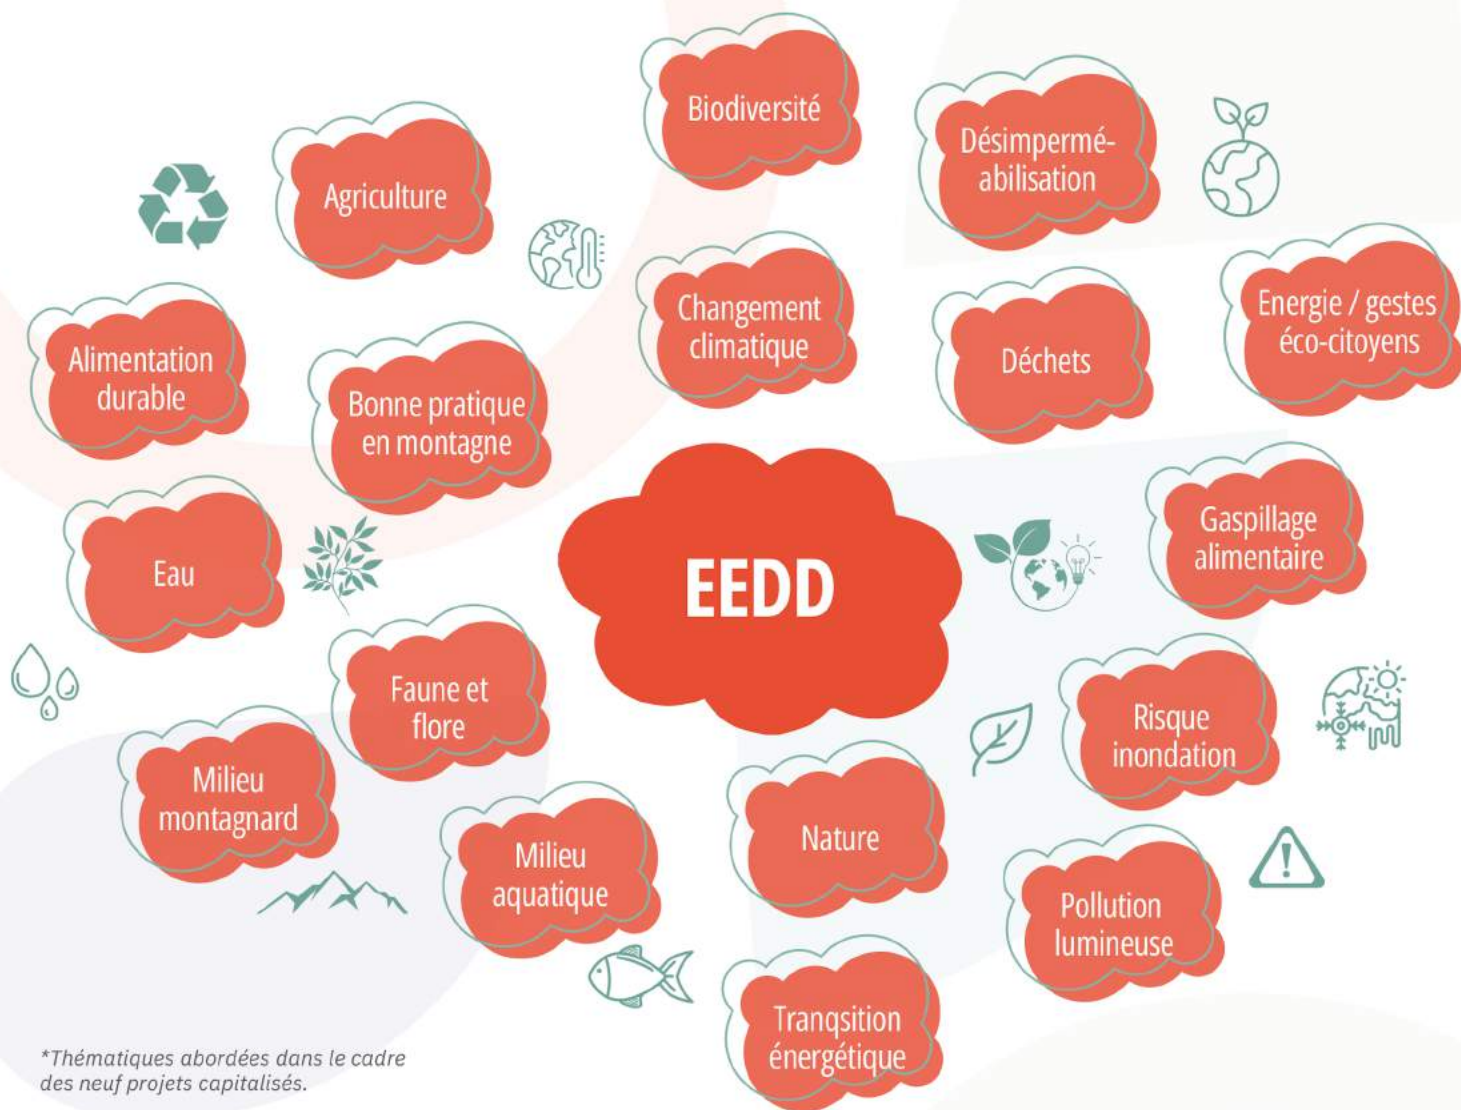 Biodiversité
Désimpermé-
abilisation
Agriculture
Changement
climatique
Energie / gestes
éco-citoyens
Déchets
Alimentation
durable
Bonne pratique
en montagne
Gaspillage
alimentaire
Eau
EEDD
Faune et
flore
Risque
inondation
Milieu
montagnard
Milieu
aquatique
Nature
Pollution
lumineuse
Tranqsition
énergétique
*Thématiques abordées dans le cadre
des neuf projets capitalisés.